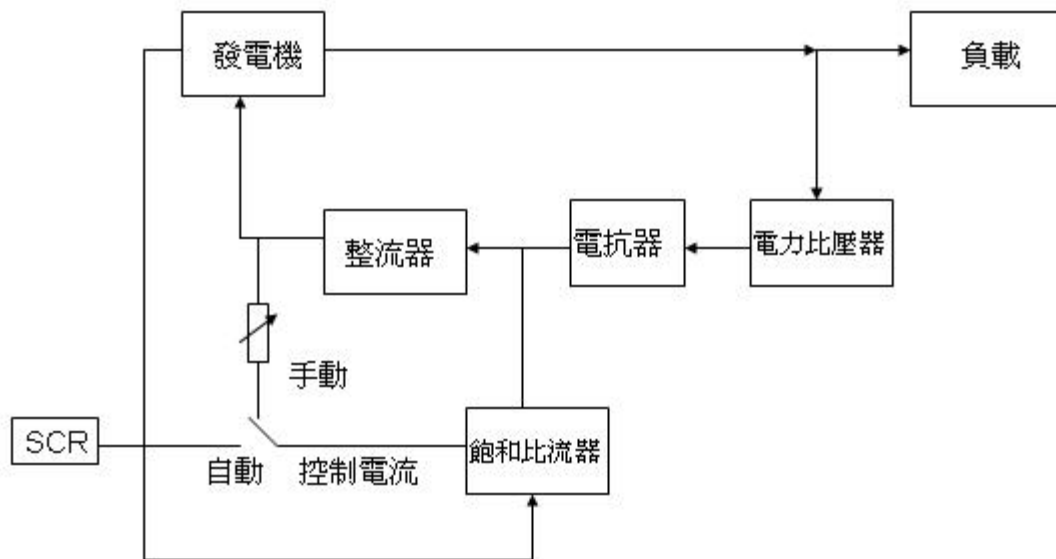 發電機
負載
整流器
電抗器
電力比壓器
手動
SCR
自動
控制電流
飽和比流器